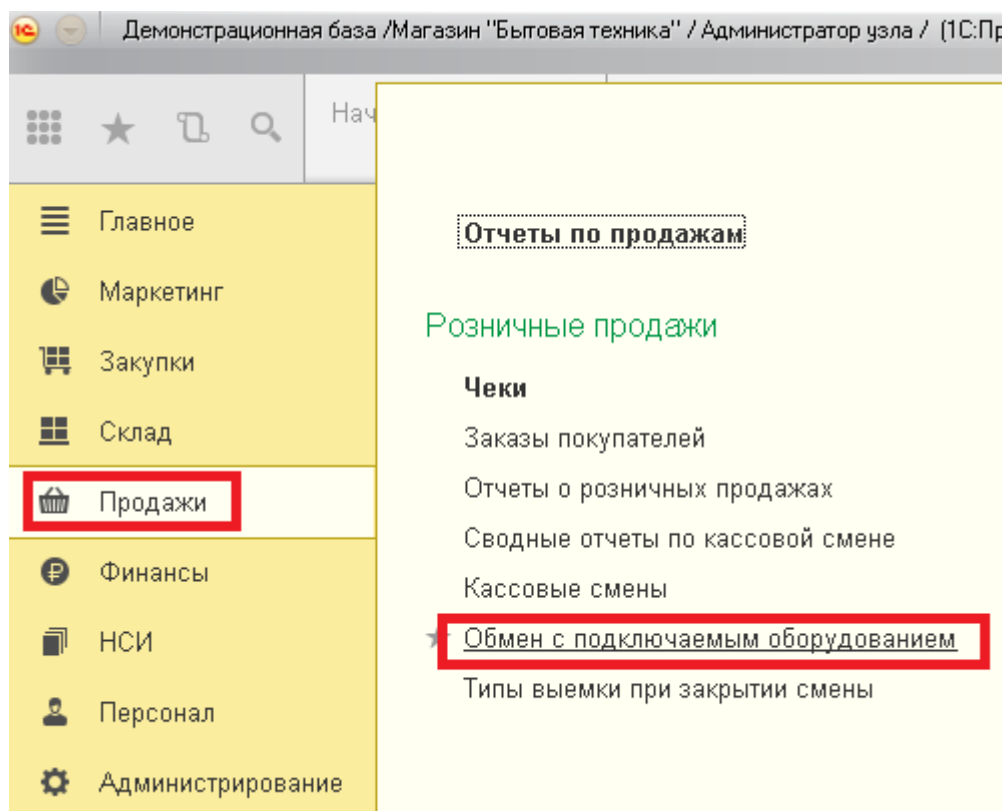 1С Демонстрационная база /Магазин "Бытовая техника" / Администратор узла / (1С:Пр
Нач
Главное
Маркетинг
Закупки
Склад
Продажи
Финансы
НСИ
Персонал
Администрирование
Отчеты по продажам
Розничные продажи
Чеки
Заказы покупателей
Отчеты о розничных продажах
Сводные отчеты по кассовой смене
Кассовые смены
Обмен с подключаемым оборудованием
Типы выемки при закрытии смены